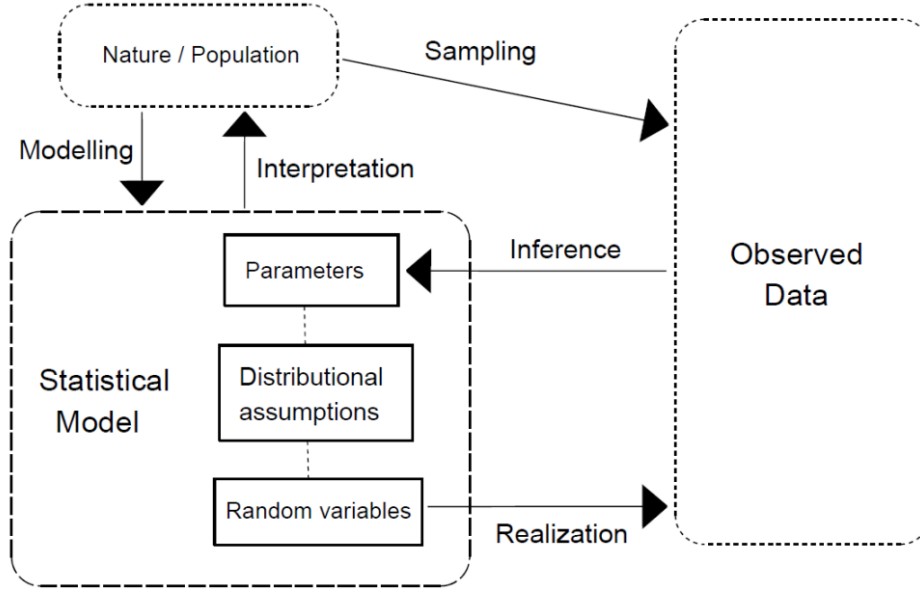 Nature / Population
Sampling
Modelling
Interpretation
Parameters
Inference
Observed
Data
Statistical
Model
Distributional
assumptions
Random variables
Realization